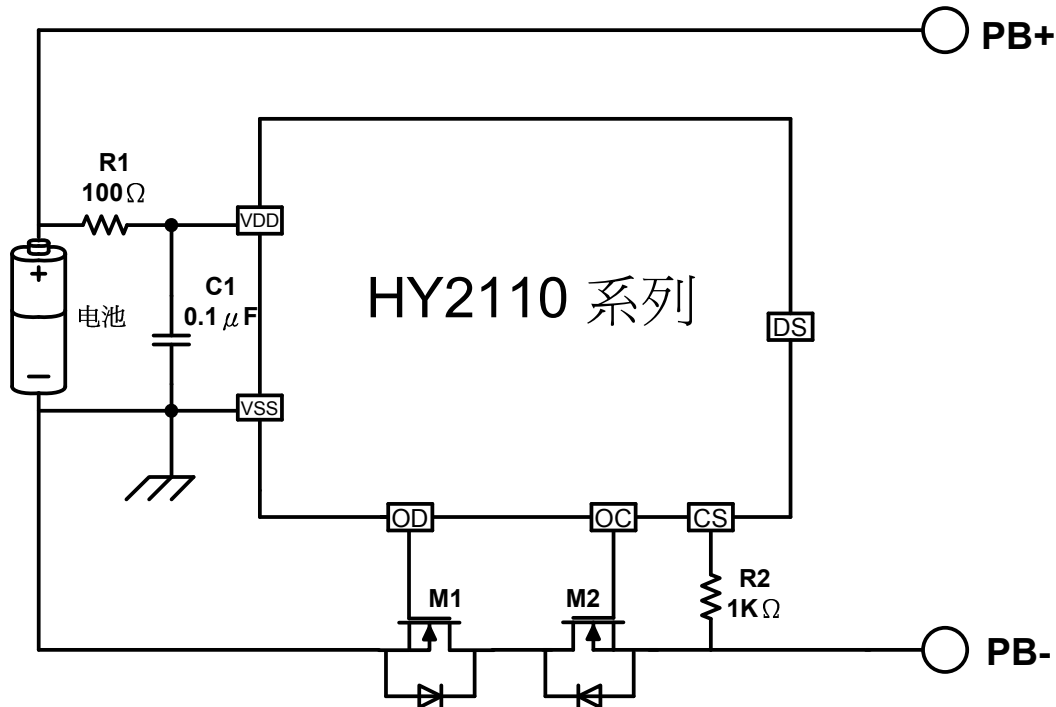 PB+
R1
100Ω
VDD
HY2110 系列
C1
0.1μF
+
电池
DS
−
VSS
OD
OC
CS
M1
M2
R2
1KΩ
PB-